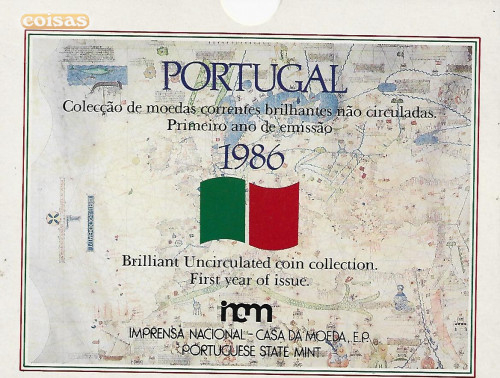 coisas
PORTUGAL
Colecção de moedas correntes brilhantes não circuladas.
Primeiro ano de emissão
1986
Brilliant Uncirculated coin collection.
First year of issue.
incm
IMPRENSA NACIONAL - CASA DA MOEDA, E.P.
PORTUGUESE STATE MINT